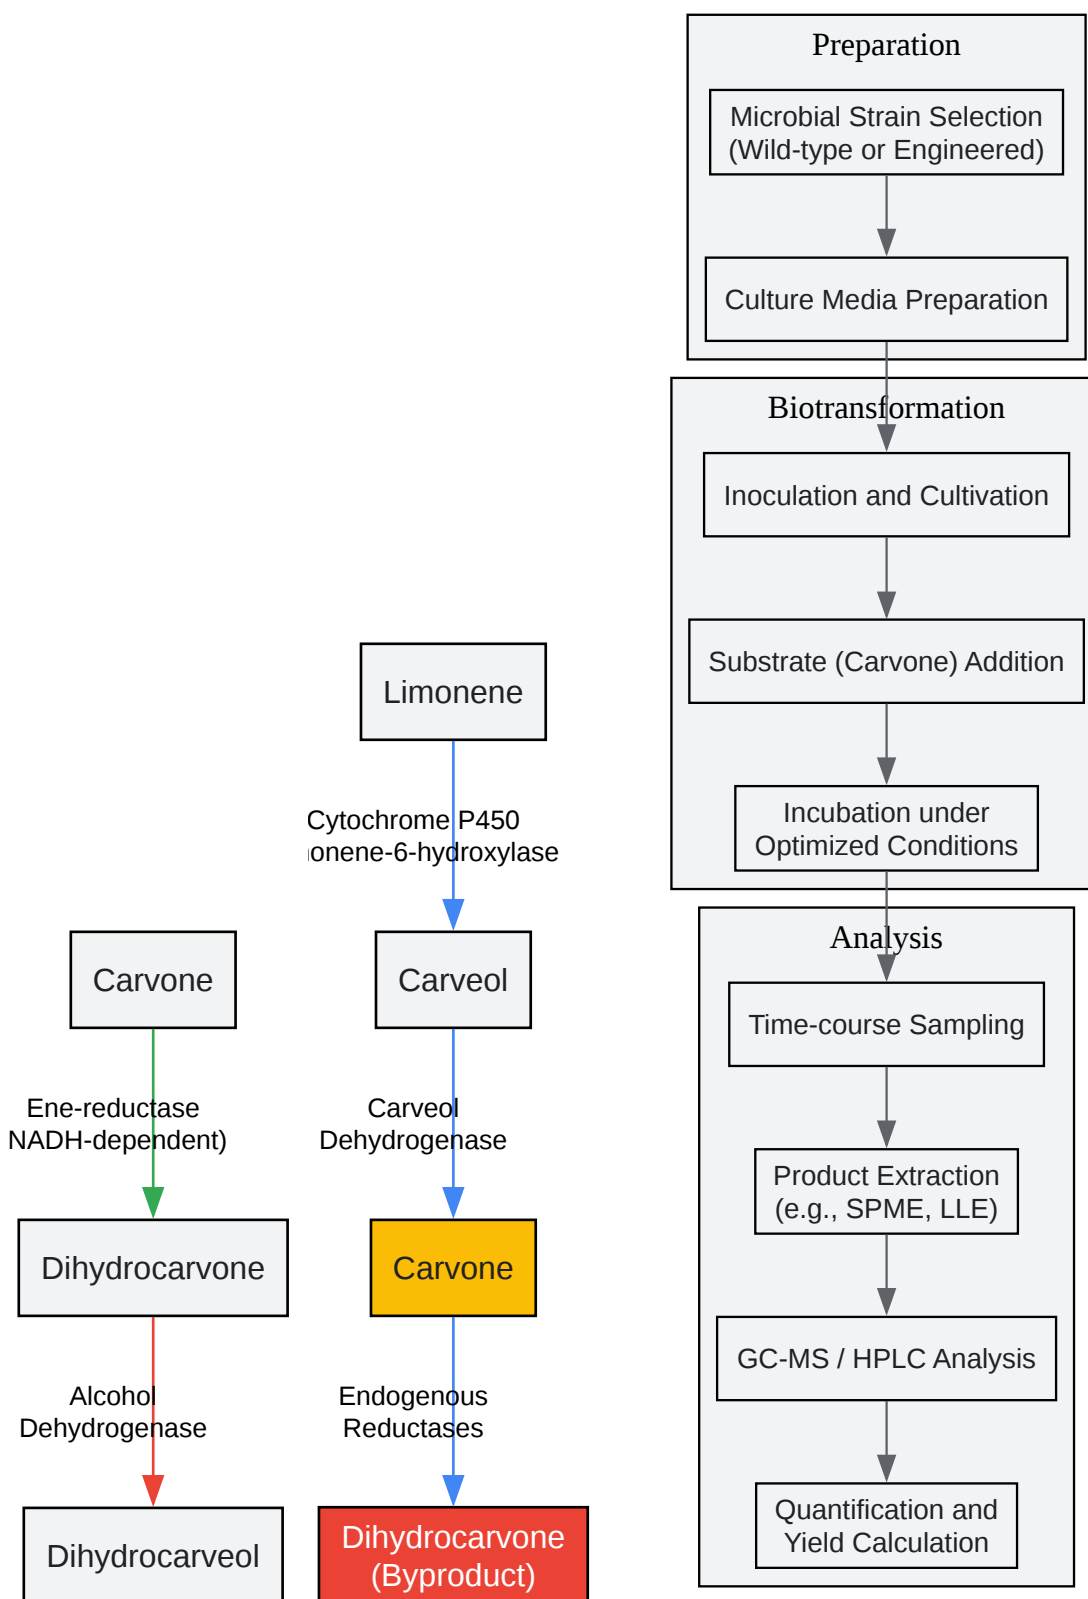 Carvone
Ene-reductase
NADH-dependent)
Dihydrocarvone
Alcohol
Dehydrogenase
Dihydrocarveol
Limonene
Cytochrome P450
onene-6-hydroxylase
Carveol
Carveol
Dehydrogenase
Carvone
Endogenous
Reductases
Dihydrocarvone
(Byproduct)
Preparation
Microbial Strain Selection
(Wild-type or Engineered)
Culture Media Preparation
Biotransformation
Inoculation and Cultivation
Substrate (Carvone) Addition
Incubation under
Optimized Conditions
Analysis
Time-course Sampling
Product Extraction
(e.g., SPME, LLE)
GC-MS / HPLC Analysis
Quantification and
Yield Calculation